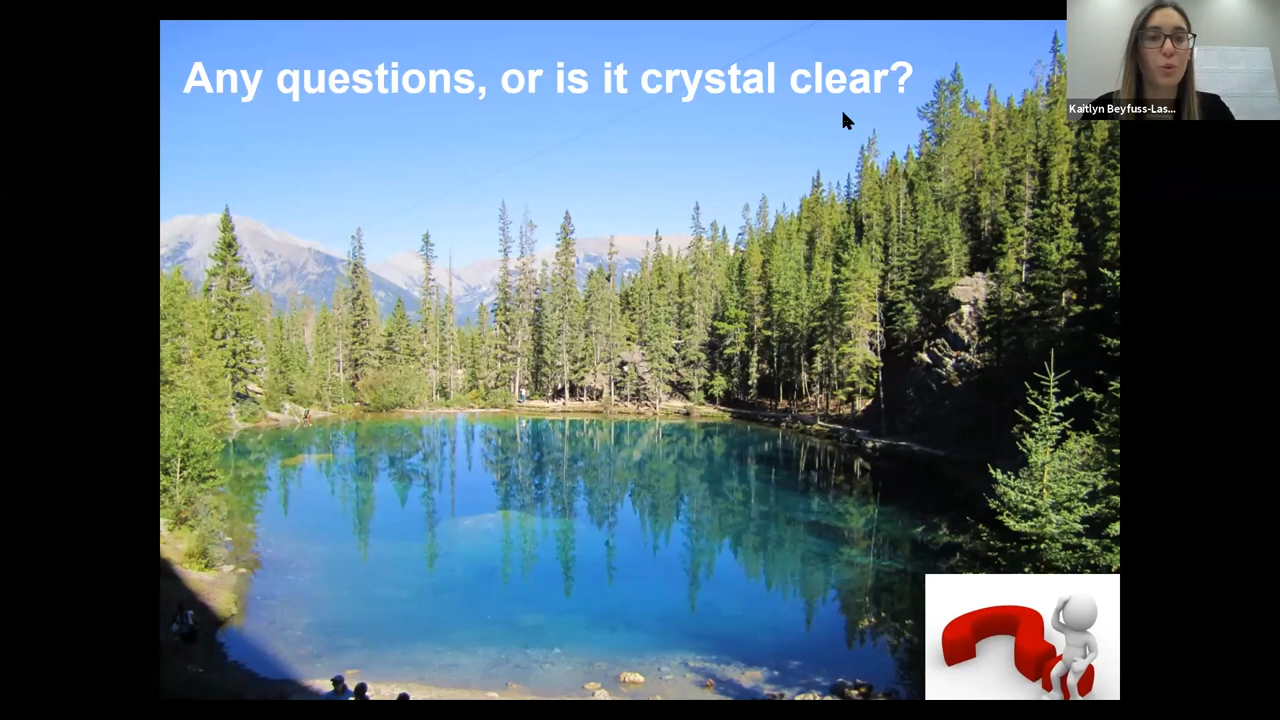 Any questions, or is it crystal clear?
Kaitlyn Beyfuss-Las...